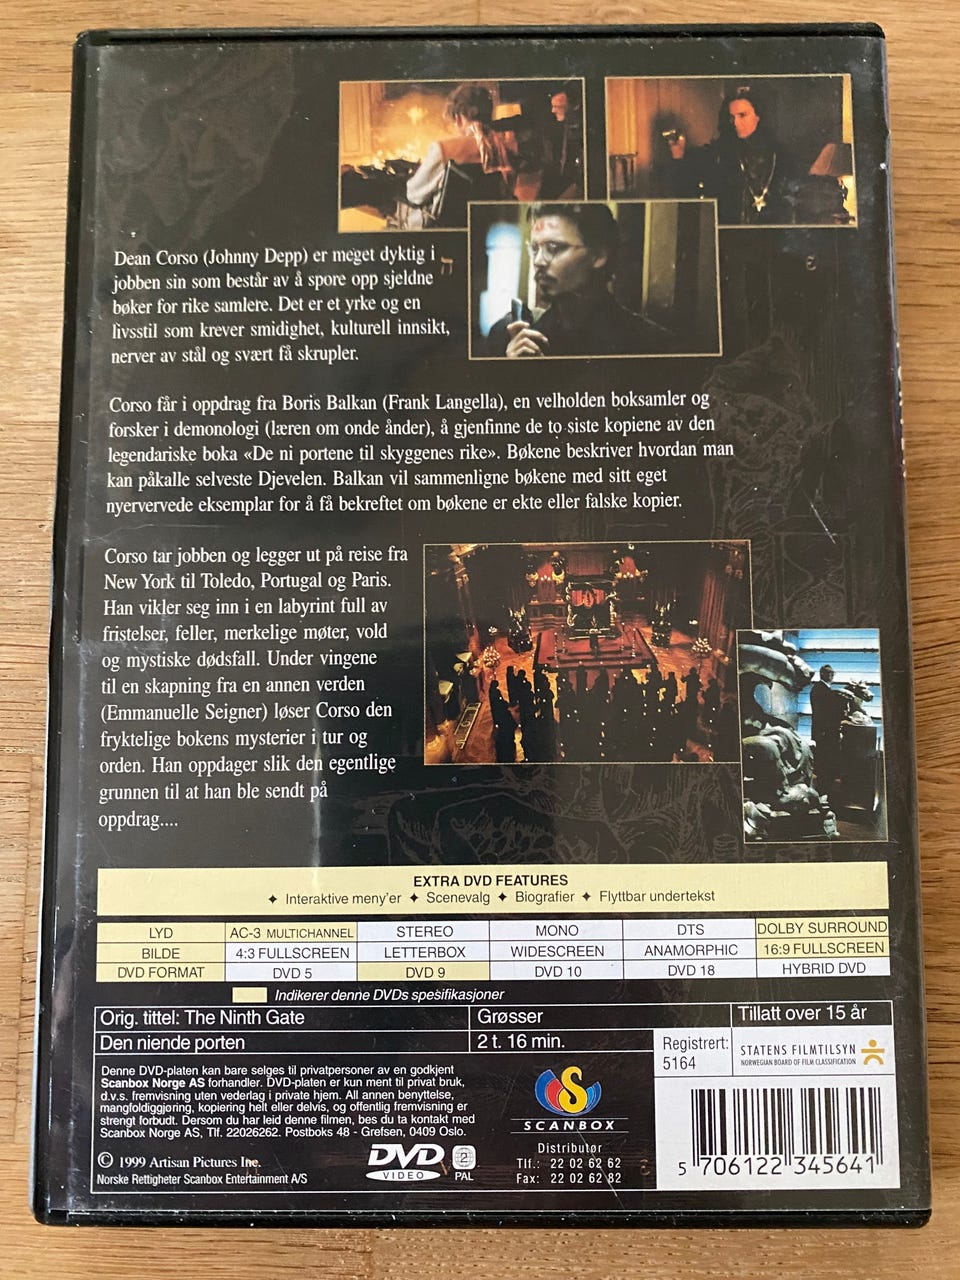 Dean Corso (Johnny Depp) er meget dyktig i
jobben sin som består av å spore opp sjeldne
bøker for rike samlere. Det er et yrke og en
livsstil som krever smidighet, kulturell innsikt,
nerver av stål og svært få skrupler.
Corso får i oppdrag fra Boris Balkan (Frank Langella), en velholden boksamler og
forsker i demonologi (læren om onde ånder), å gjenfinne de to siste kopiene av den
legendariske boka «De ni portene til skyggenes rike». Bøkene beskriver hvordan man
kan påkalle selveste Djevelen. Balkan vil sammenligne bøkene med sitt eget
nyervervede eksemplar for å få bekreftet om bøkene er ekte eller falske kopier.
Corso tar jobben og legger ut på reise fra
New York til Toledo, Portugal og Paris.
Han vikler seg inn i en labyrint full av
fristelser, feller, merkelige møter, vold
og mystiske dødsfall. Under vingene
til en skapning fra en annen verden
(Emmanuelle Seigner) løser Corso den
fryktelige bokens mysterier i tur og
orden. Han oppdager slik den egentlige
grunnen til at han ble sendt på
oppdrag....
EXTRA DVD FEATURES
✦ Interaktive meny'er ✦ Scenevalg ✦ Biografier ✦ Flyttbar undertekst
LYD AC-3 MULTICHANNEL STEREO MONO DTS DOLBY SURROUND
BILDE 4:3 FULLSCREEN LETTERBOX WIDESCREEN ANAMORPHIC 16:9 FULLSCREEN
DVD FORMAT DVD 5 DVD 9 DVD 10 DVD 18 HYBRID DVD
Indikerer denne DVDs spesifikasjoner
Orig. tittel: The Ninth Gate Grøsser Tillatt over 15 år
Den niende porten 2 t. 16 min.
Registrert:
5164
STATENS FILMTILSYN
NORWEGIAN BOARD OF FILM CLASSIFICATION
Denne DVD-platen kan bare selges til privatpersoner av en godkjent
Scanbox Norge AS forhandler. DVD-platen er kun ment til privat bruk,
d.v.s. fremvisning uten vederlag i private hjem. All annen benyttelse,
mangfoldiggjøring, kopiering helt eller delvis, og offentlig fremvisning er
strengt forbudt. Dersom du har leid denne filmen, bes du ta kontakt med
Scanbox Norge AS, Tlf. 22026262. Postboks 48 - Grefsen, 0409 Oslo.
© 1999 Artisan Pictures Inc.
Norske Rettigheter Scanbox Entertainment A/S
DVD
VIDEO
2
PAL
SCANBOX
Distributør
Tlf.: 22 02 62 62
Fax: 22 02 62 82
5 706122 345641